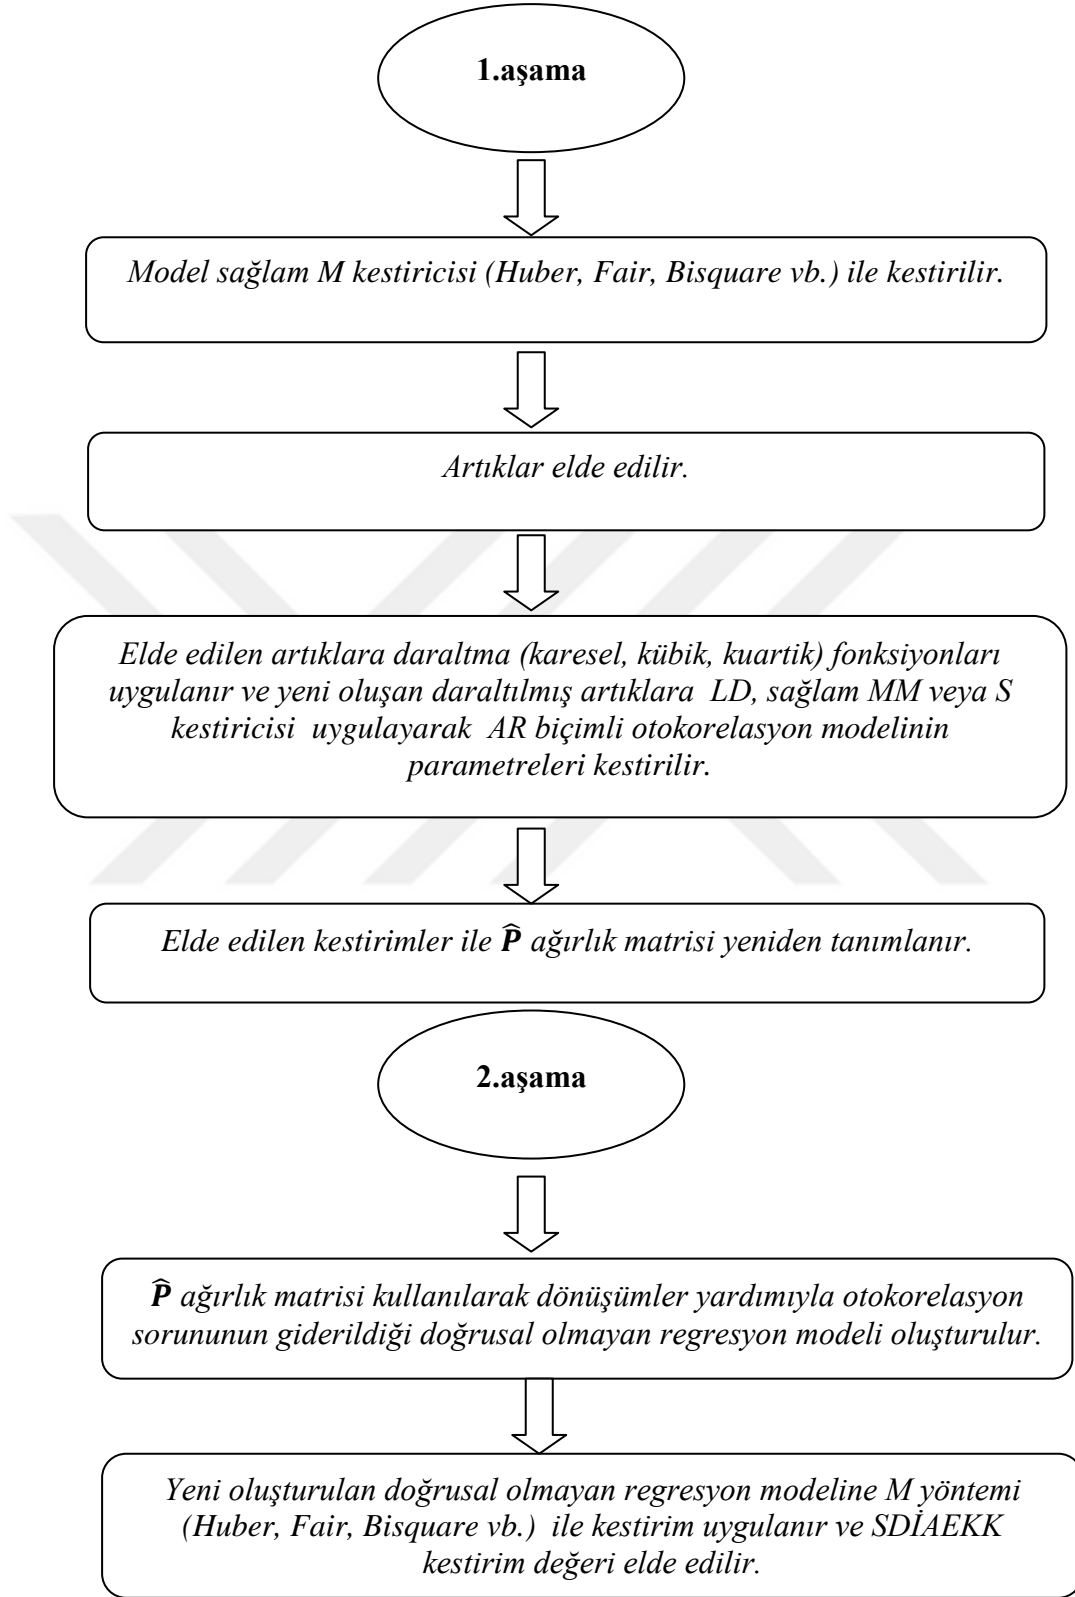 1.aşama
Model sağlam M kestiricisi (Huber, Fair, Bisquare vb.) ile kestirilir.
Artıklar elde edilir.
Elde edilen artıklara daraltma (karesel, kübik, kuartik) fonksiyonları
uygulanır ve yeni oluşan daraltılmış artıklara LD, sağlam MM veya S
kestiricisi uygulayarak AR biçimli otokorelasyon modelinin
parametreleri kestirilir.
Elde edilen kestirimler ile P̂ ağırlık matrisi yeniden tanımlanır.
2.aşama
P̂ ağırlık matrisi kullanılarak dönüşümler yardımıyla otokorelasyon
sorununun giderildiği doğrusal olmayan regresyon modeli oluşturulur.
Yeni oluşturulan doğrusal olmayan regresyon modeline M yöntemi
(Huber, Fair, Bisquare vb.) ile kestirim uygulanır ve SDİAEKK
kestirim değeri elde edilir.